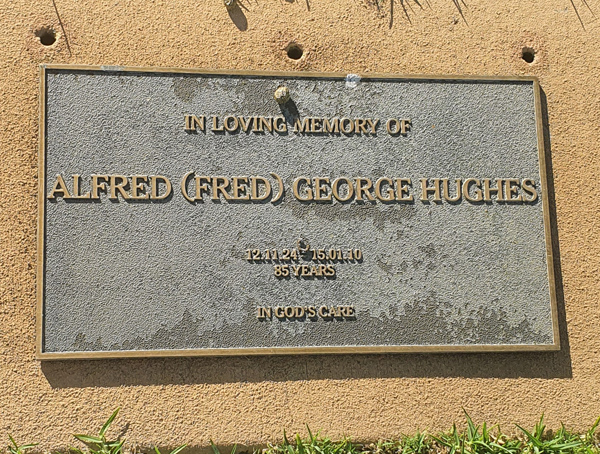 IN LOVING MEMORY OF
ALFRED (FRED) GEORGE HUGHES
12.11.24 - 15.01.10
85 YEARS
IN GOD'S CARE